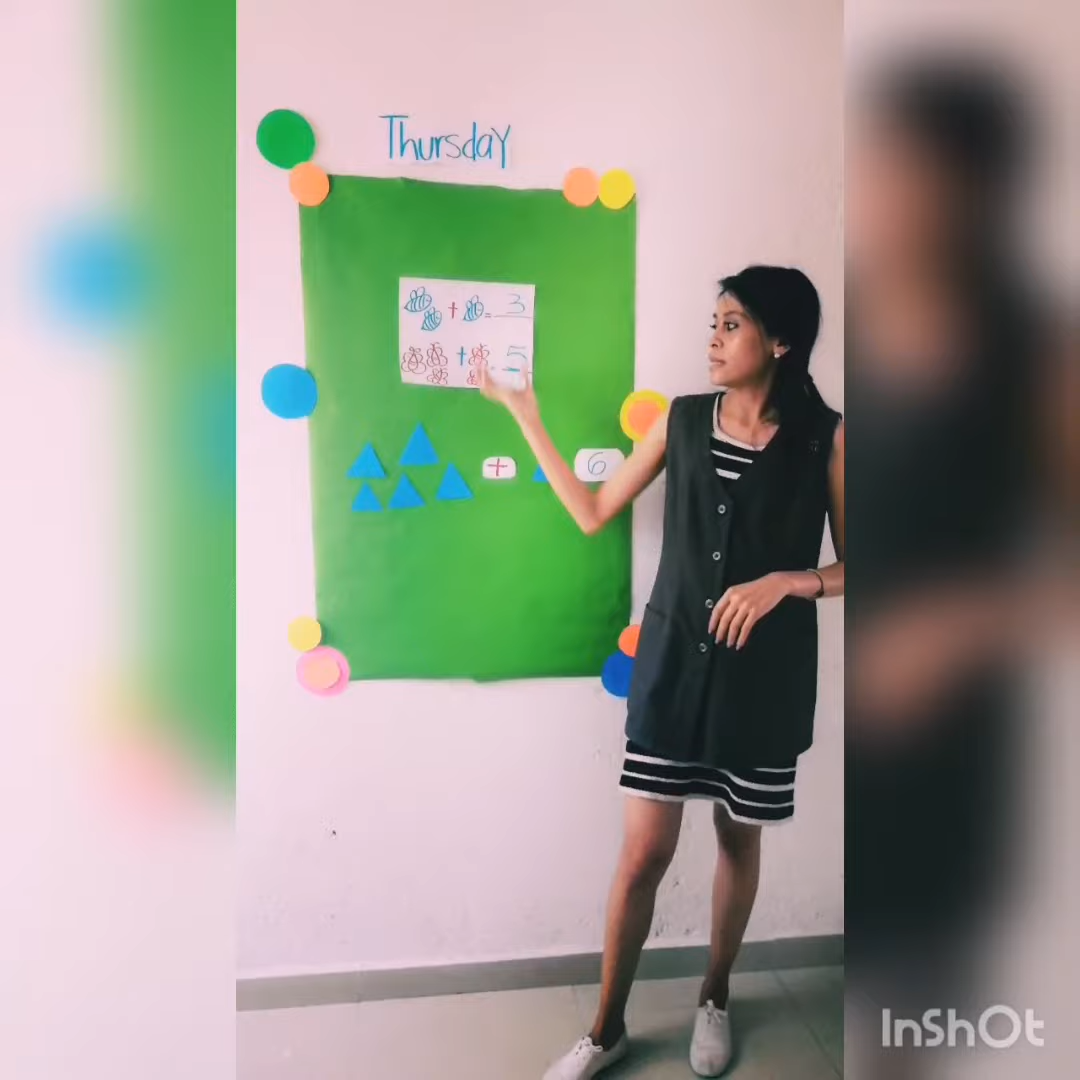 Thursday
+ = 3
+ = 5
+ 6
InShOt